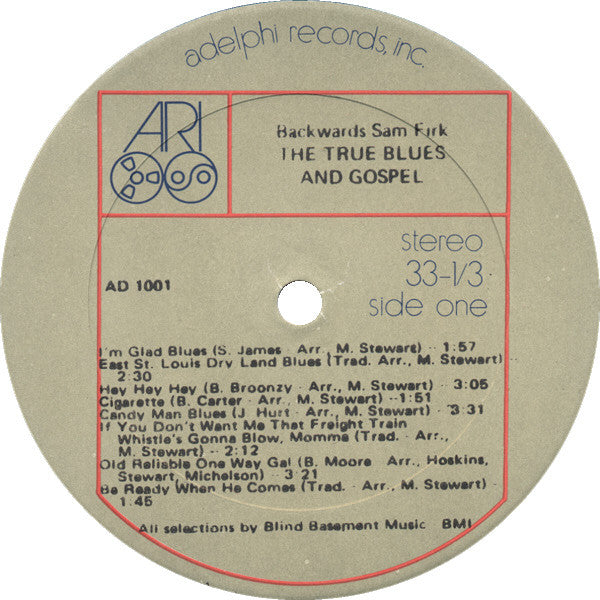 adelphi records, inc.
ARI
Backwards Sam Firk
THE TRUE BLUES
AND GOSPEL
stereo
33-1/3
side one
AD 1001
I'm Glad Blues (S. James - Arr., M. Stewart) -- 1:57
East St. Louis Dry Land Blues (Trad. Arr., M. Stewart) --
2:30
Hey Hey Hey (B. Broonzy - Arr., M. Stewart) -- 3:05
Cigarette (B. Carter - Arr., M. Stewart) --1:51
Candy Man Blues (J. Hurt - Arr., M. Stewart) - 3:31
If You Don't Want Me That Freight Train
Whistle's Gonna Blow, Momma (Trad. - Arr.,
M. Stewart) -- 2:12
Old Reliable One Way Gal (B. Moore Arr., Hoskins,
Stewart, Michelson) -- 3:21
Be Ready When He Comes (Trad. - Arr., M. Stewart) -
1:45
All selections by Blind Basement Music BMI